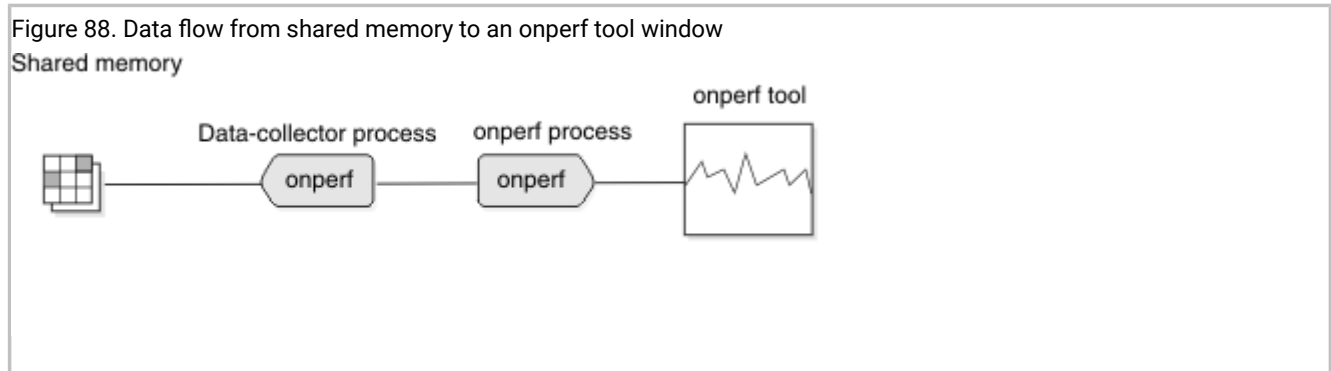 Figure 88. Data flow from shared memory to an onperf tool window
Shared memory
onperf tool
Data-collector process
onperf process
onperf
onperf